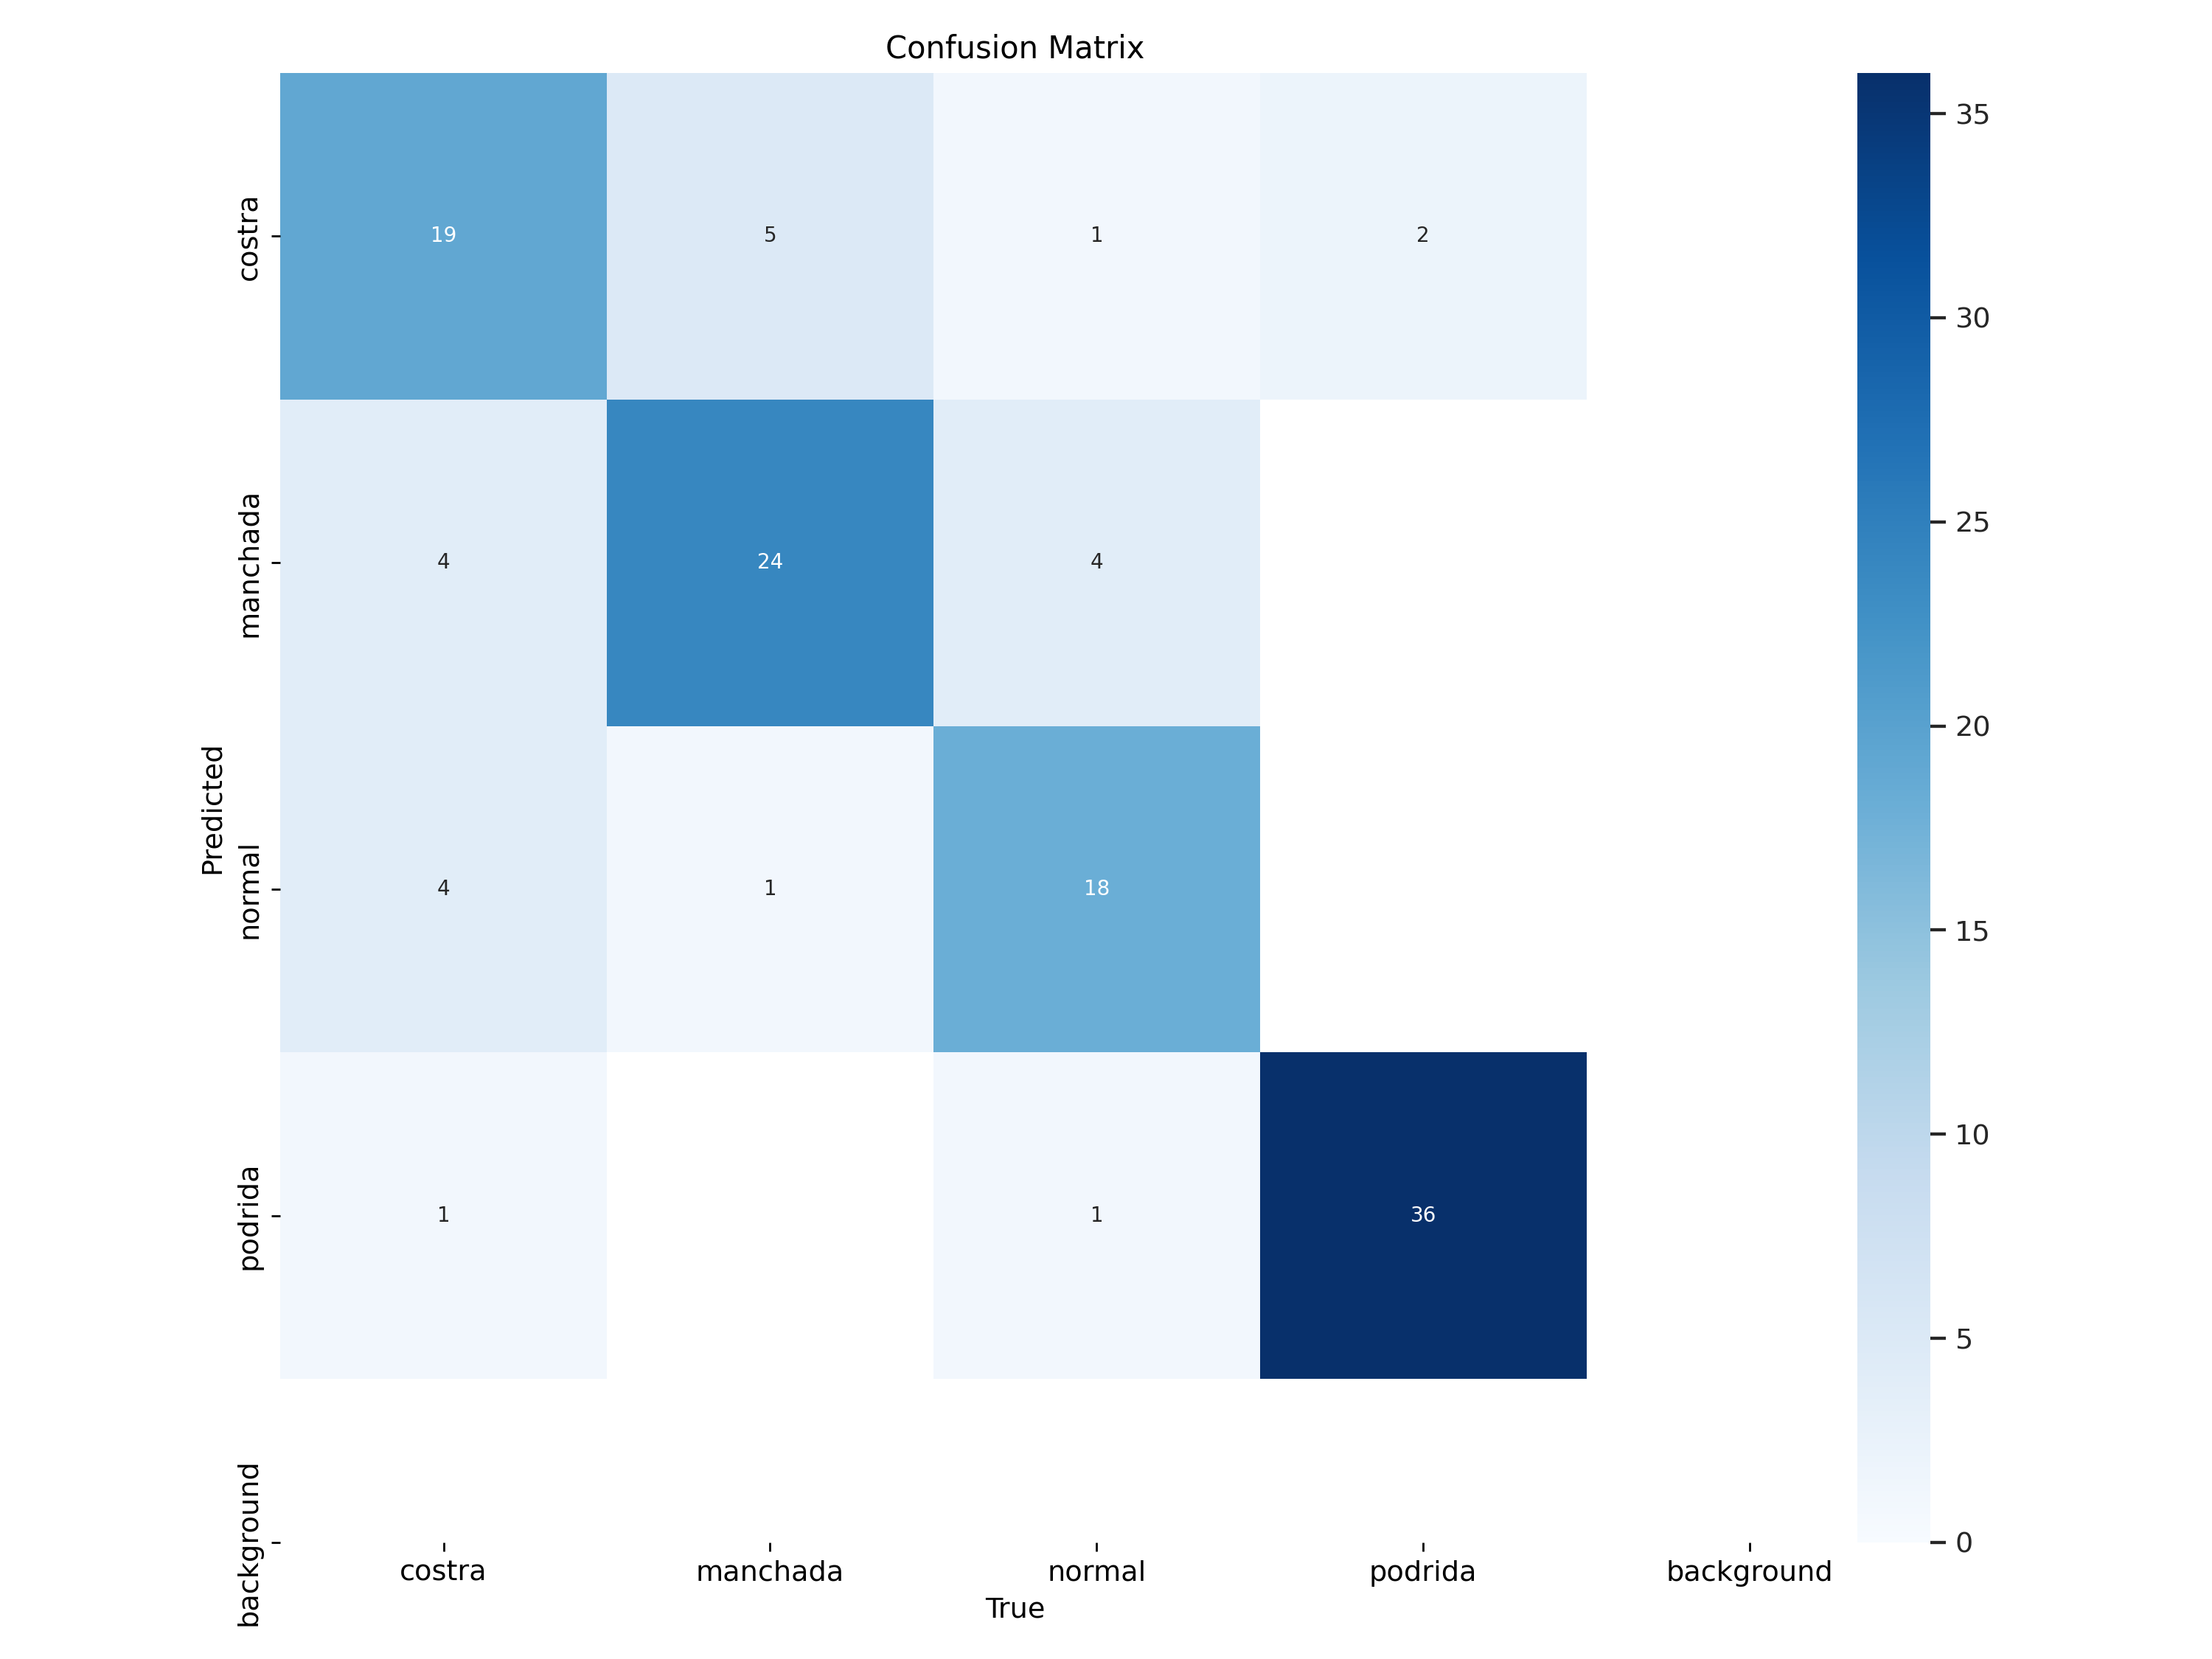 Confusion Matrix
Predicted
costra
19
5
1
2
manchada
4
24
4
normal
4
1
18
podrida
1
1
36
background
costra
manchada
normal
podrida
background
True
35
30
25
20
15
10
5
0